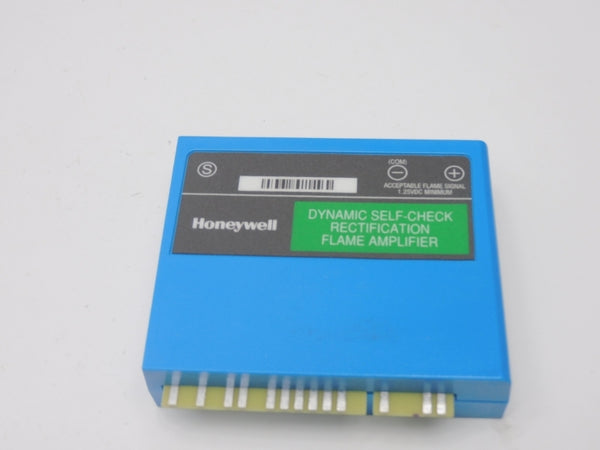 S
(COM)
− +
ACCEPTABLE FLAME SIGNAL
1.25VDC MINIMUM
Honeywell
DYNAMIC SELF-CHECK
RECTIFICATION
FLAME AMPLIFIER